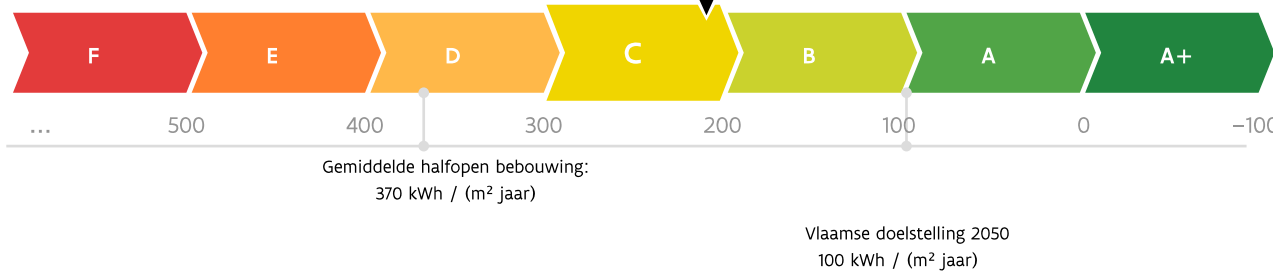 F E D C B A A+
... 500 400 300 200 100 0 −100
Gemiddelde halfopen bebouwing:
370 kWh / (m² jaar)
Vlaamse doelstelling 2050
100 kWh / (m² jaar)